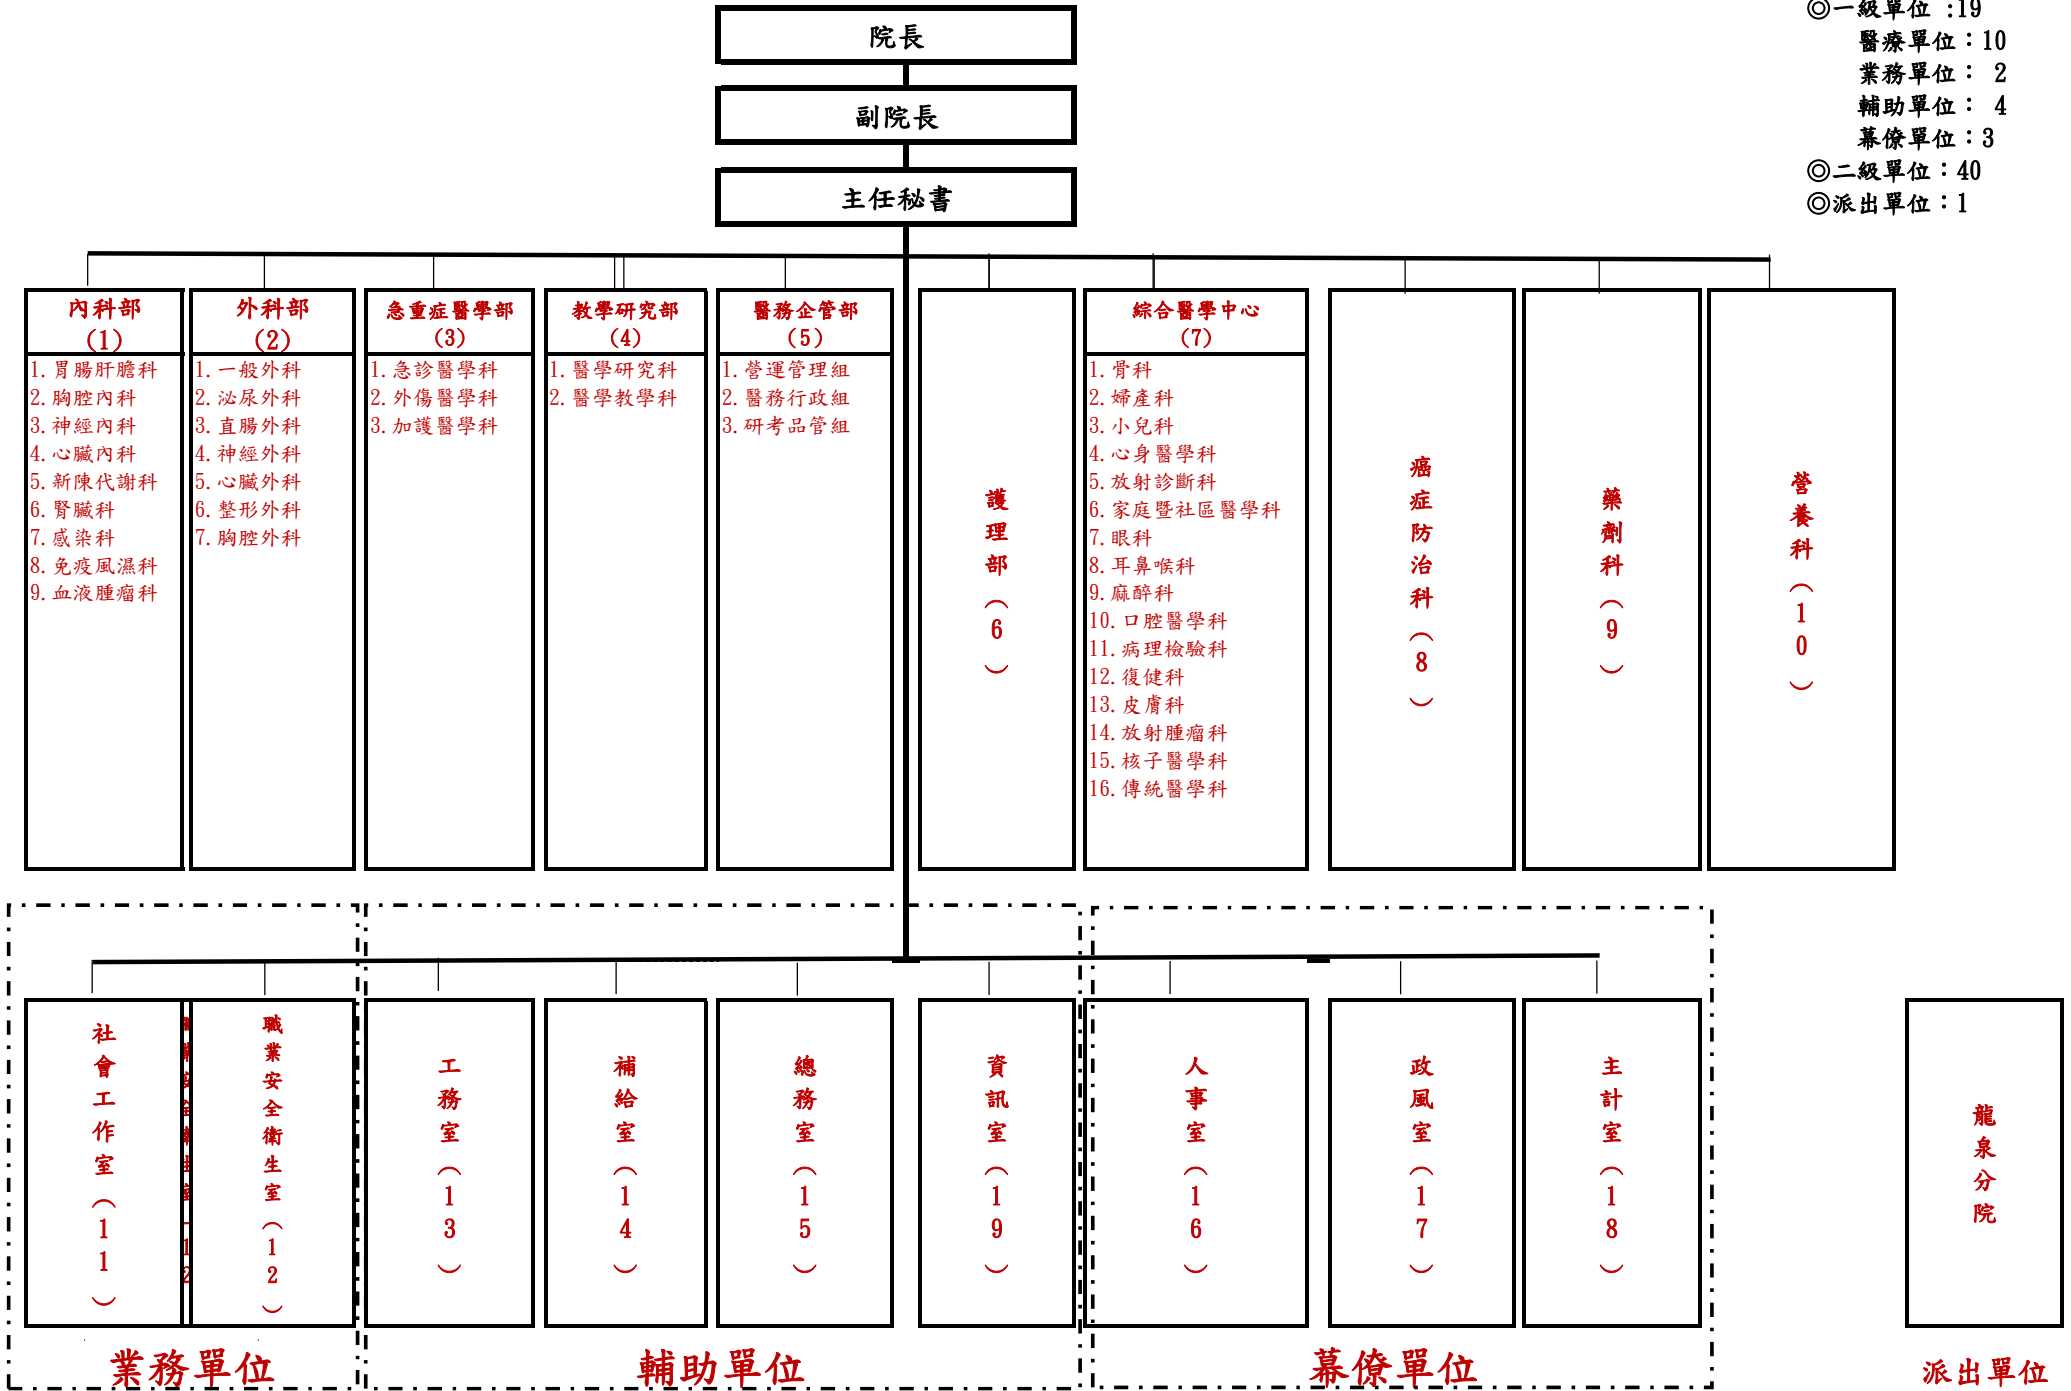 院長
副院長
主任秘書
◎一級單位 :19
醫療單位：10
業務單位： 2
輔助單位： 4
幕僚單位：3
◎二級單位：40
◎派出單位：1
內科部
(1)
1.胃腸肝膽科
2.胸腔內科
3.神經內科
4.心臟內科
5.新陳代謝科
6.腎臟科
7.感染科
8.免疫風濕科
9.血液腫瘤科
外科部
(2)
1.一般外科
2.泌尿外科
3.直腸外科
4.神經外科
5.心臟外科
6.整形外科
7.胸腔外科
急重症醫學部
(3)
1.急診醫學科
2.外傷醫學科
3.加護醫學科
教學研究部
(4)
1.醫學研究科
2.醫學教學科
醫務企管部
(5)
1.營運管理組
2.醫務行政組
3.研考品管組
護理部(6)
綜合醫學中心
(7)
1.骨科
2.婦產科
3.小兒科
4.心身醫學科
5.放射診斷科
6.家庭暨社區醫學科
7.眼科
8.耳鼻喉科
9.麻醉科
10.口腔醫學科
11.病理檢驗科
12.復健科
13.皮膚科
14.放射腫瘤科
15.核子醫學科
16.傳統醫學科
癌症防治科(8)
藥劑科(9)
營養科(10)
社會工作室(11)
職業安全衛生室(12)
工務室(13)
補給室(14)
總務室(15)
資訊室(19)
人事室(16)
政風室(17)
主計室(18)
龍泉分院
業務單位
輔助單位
幕僚單位
派出單位